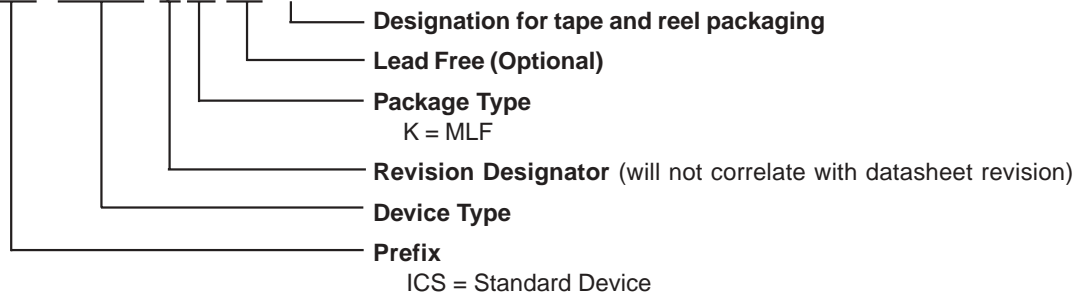 Designation for tape and reel packaging
Lead Free (Optional)
Package Type
K = MLF
Revision Designator (will not correlate with datasheet revision)
Device Type
Prefix
ICS = Standard Device